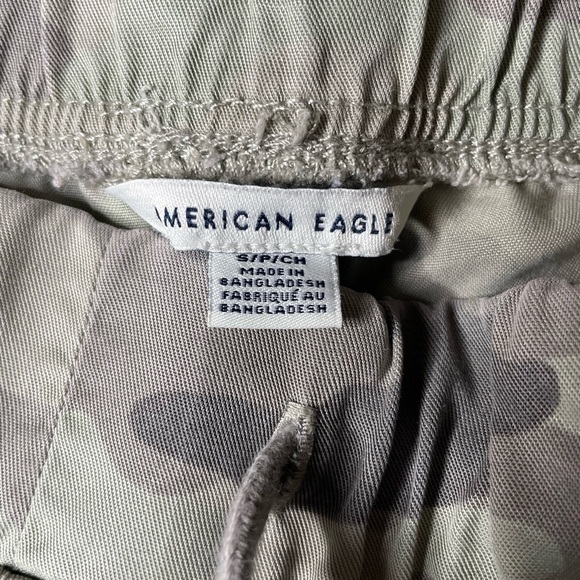 AMERICAN EAGLE
S/P/CH
MADE IN
BANGLADESH
FABRIQUÉ AU
BANGLADESH